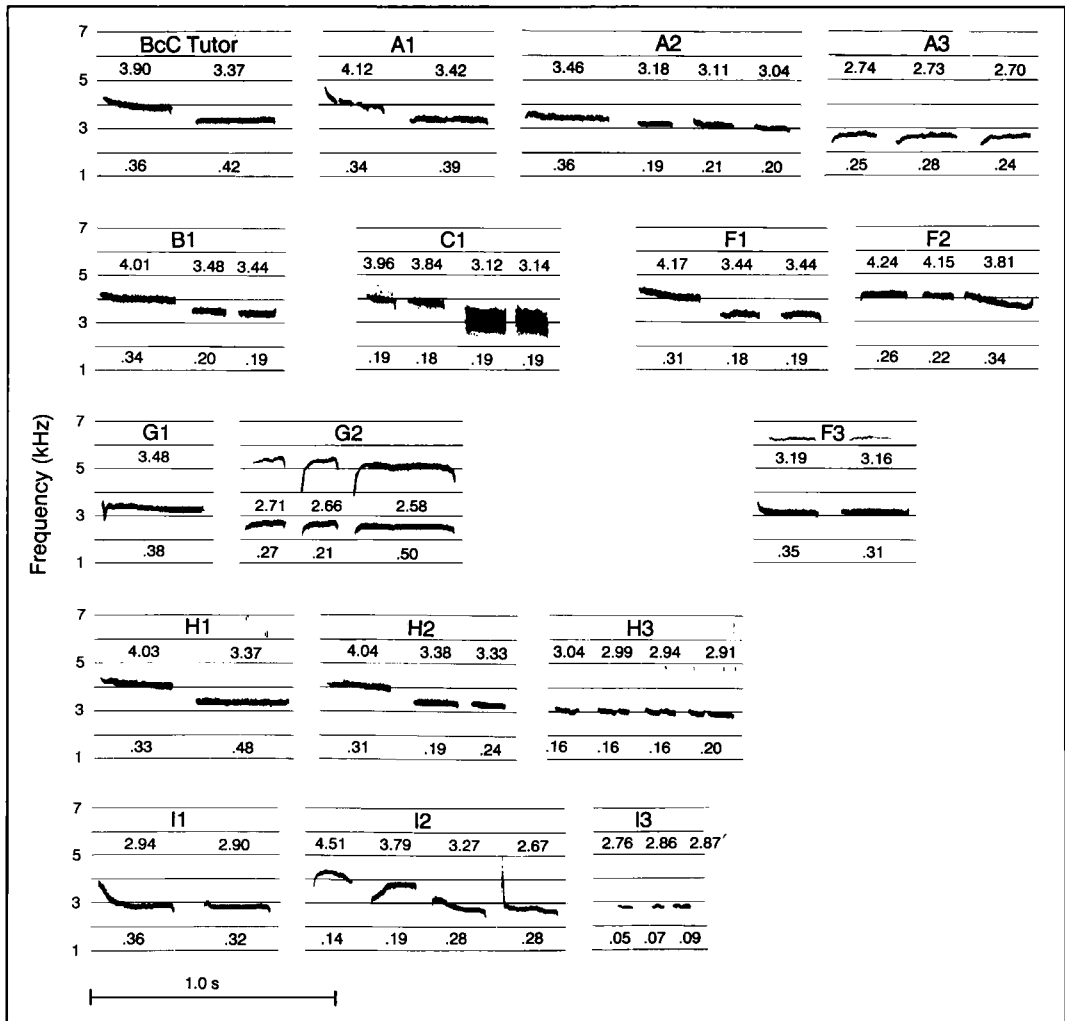 7
BcC Tutor A1 A2 A3
3.90 3.37 4.12 3.42 3.46 3.18 3.11 3.04 2.74 2.73 2.70
5
3
.36 .42 .34 .39 .36 .19 .21 .20 .25 .28 .24
1
7
B1 C1 F1 F2
4.01 3.48 3.44 3.96 3.84 3.12 3.14 4.17 3.44 3.44 4.24 4.15 3.81
5
3
.34 .20 .19 .19 .18 .19 .19 .31 .18 .19 .26 .22 .34
1
Frequency (kHz)
7
G1 G2 F3
3.48 3.19 3.16
5
2.71 2.66 2.58
3
.38 .27 .21 .50 .35 .31
1
7
H1 H2 H3
4.03 3.37 4.04 3.38 3.33 3.04 2.99 2.94 2.91
5
3
.33 .48 .31 .19 .24 .16 .16 .16 .20
1
7
I1 I2 I3
2.94 2.90 4.51 3.79 3.27 2.67 2.76 2.86 2.87
5
3
.36 .32 .14 .19 .28 .28 .05 .07 .09
1
1.0 s